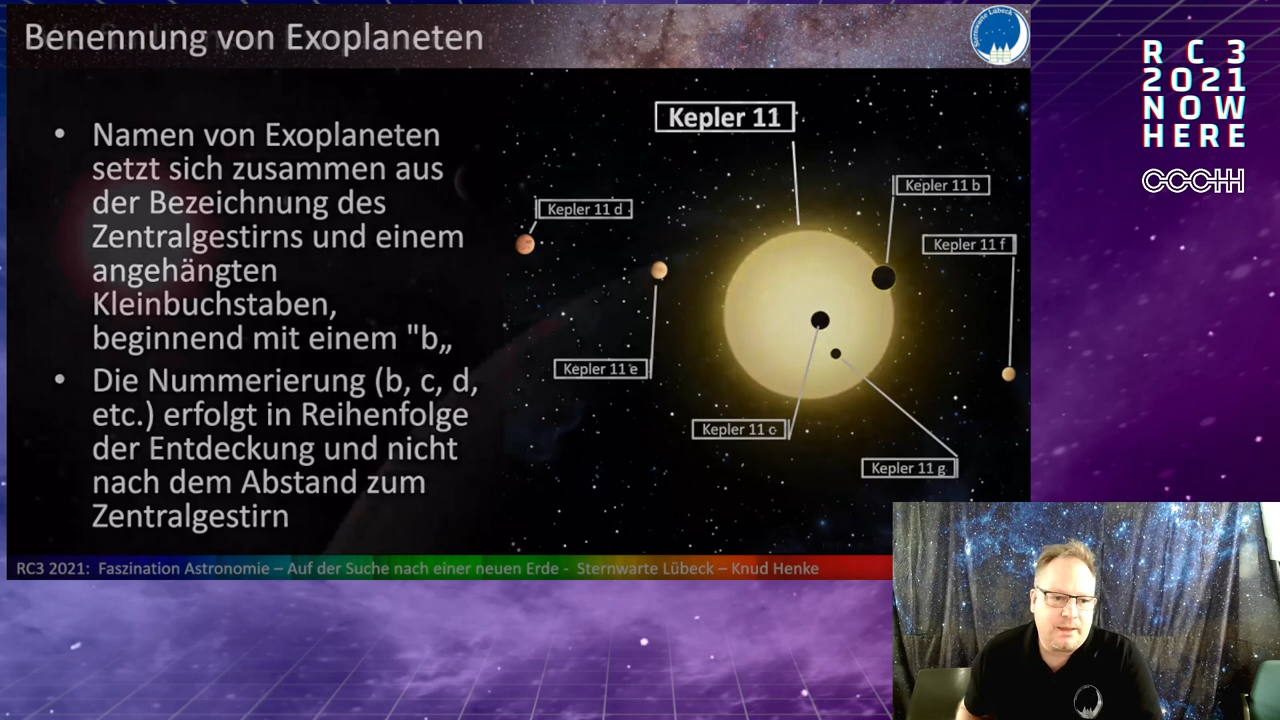 Benennung von Exoplaneten
Sternwarte Lübeck
RC3
2021
NOW
HERE
CCCHH
• Namen von Exoplaneten
setzt sich zusammen aus
der Bezeichnung des
Zentralgestirns und einem
angehängten
Kleinbuchstaben,
beginnend mit einem "b„
• Die Nummerierung (b, c, d,
etc.) erfolgt in Reihenfolge
der Entdeckung und nicht
nach dem Abstand zum
Zentralgestirn
Kepler 11
Kepler 11 b
Kepler 11 d
Kepler 11 f
Kepler 11 e
Kepler 11 c
Kepler 11 g
RC3 2021: Faszination Astronomie – Auf der Suche nach einer neuen Erde - Sternwarte Lübeck – Knud Henke